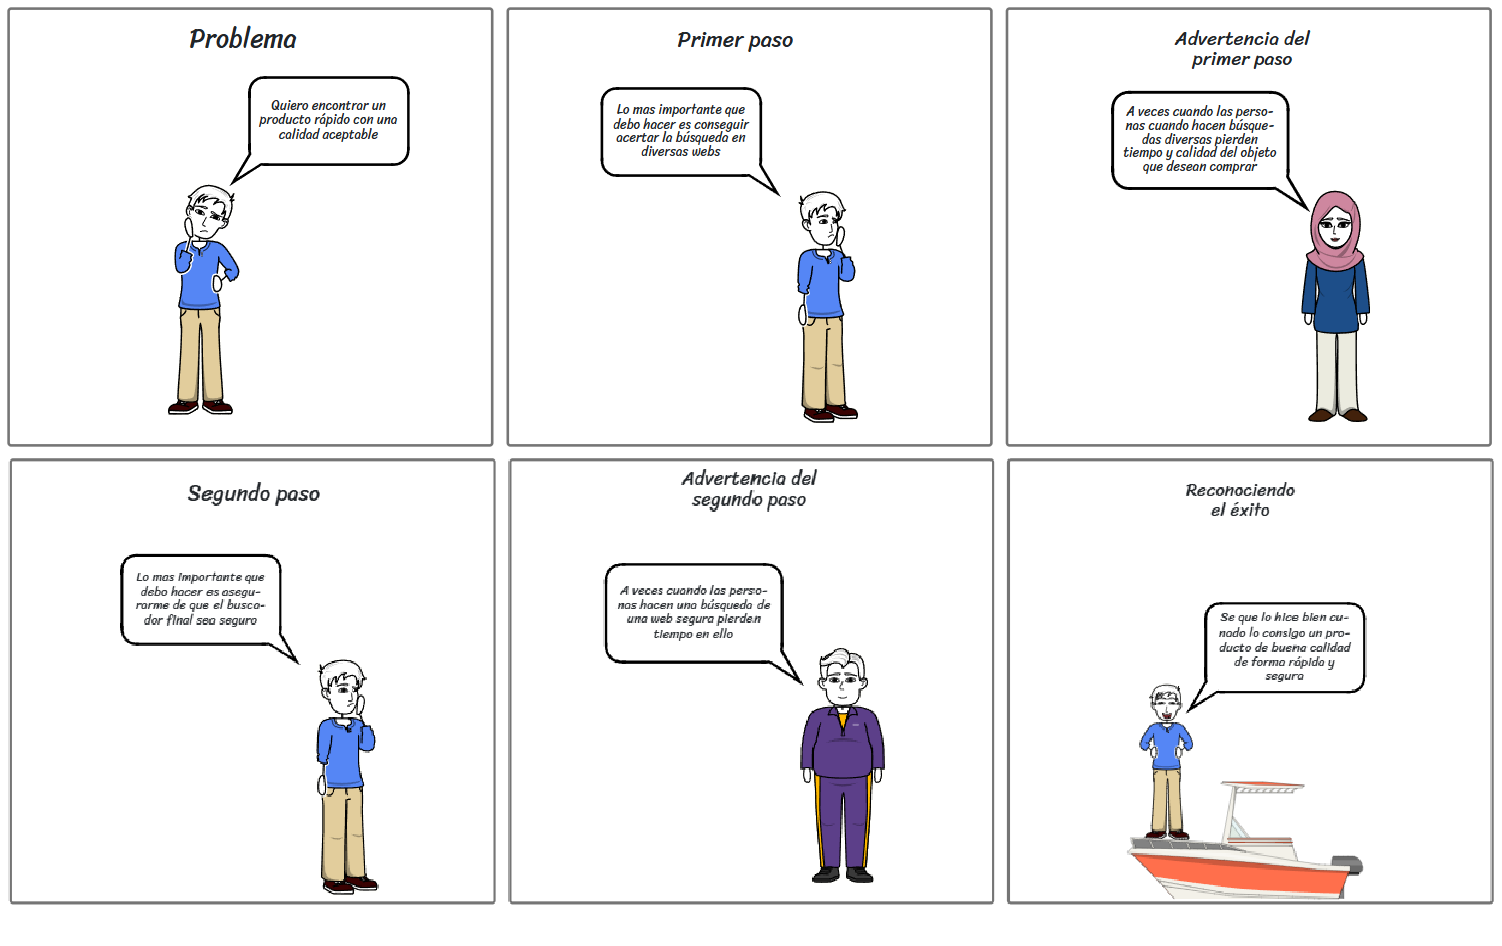 Problema
Quiero encontrar un
producto rápido con una
calidad aceptable
Primer paso
Lo mas importante que
debo hacer es conseguir
acertar la búsqueda en
diversas webs
Advertencia del
primer paso
A veces cuando las perso-
nas cuando hacen búsque-
das diversas pierden
tiempo y calidad del objeto
que desean comprar
Segundo paso
Lo mas importante que
debo hacer es asegu-
rarme de que el busca-
dor final sea seguro
Advertencia del
segundo paso
A veces cuando las perso-
nas hacen una búsqueda de
una web segura pierden
tiempo en ello
Reconociendo
el éxito
Se que lo hice bien cu-
nado lo consigo un pro-
ducto de buena calidad
de forma rápida y
segura